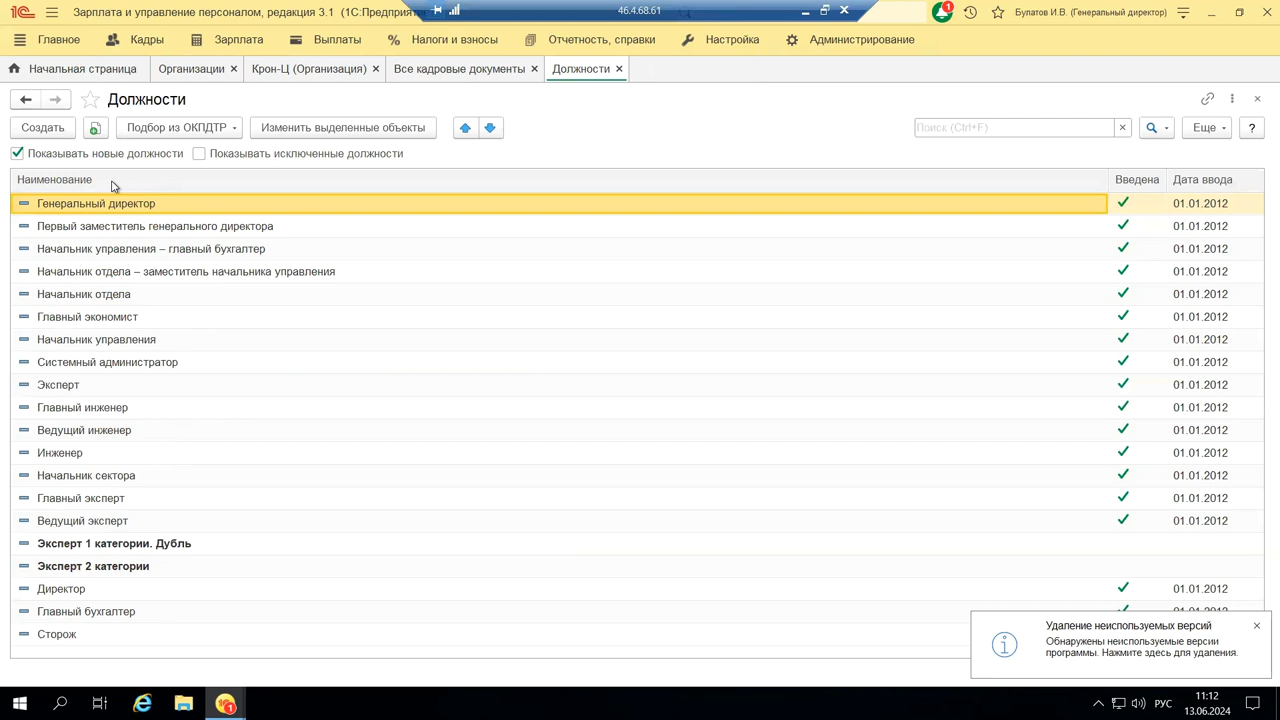 Зарплата и управление персоналом, редакция 3.1 (1С:Предприят
46.4.68.61
1
Булатов И.В. (Генеральный директор)
Главное
Кадры
Зарплата
Выплаты
Налоги и взносы
Отчетность, справки
Настройка
Администрирование
Начальная страница
Организации
Крон-Ц (Организация)
Все кадровые документы
Должности
Должности
Создать
Подбор из ОКПДТР
Изменить выделенные объекты
Поиск (Ctrl+F)
Еще
?
Показывать новые должности
Показывать исключенные должности
Наименование Введена Дата ввода
Генеральный директор 01.01.2012
Первый заместитель генерального директора 01.01.2012
Начальник управления – главный бухгалтер 01.01.2012
Начальник отдела – заместитель начальника управления 01.01.2012
Начальник отдела 01.01.2012
Главный экономист 01.01.2012
Начальник управления 01.01.2012
Системный администратор 01.01.2012
Эксперт 01.01.2012
Главный инженер 01.01.2012
Ведущий инженер 01.01.2012
Инженер 01.01.2012
Начальник сектора 01.01.2012
Главный эксперт 01.01.2012
Ведущий эксперт 01.01.2012
Эксперт 1 категории. Дубль
Эксперт 2 категории
Директор 01.01.2012
Главный бухгалтер 01.01.2012
Сторож
Удаление неиспользуемых версий
Обнаружены неиспользуемые версии
программы. Нажмите здесь для удаления.
1
РУС
11:12
13.06.2024